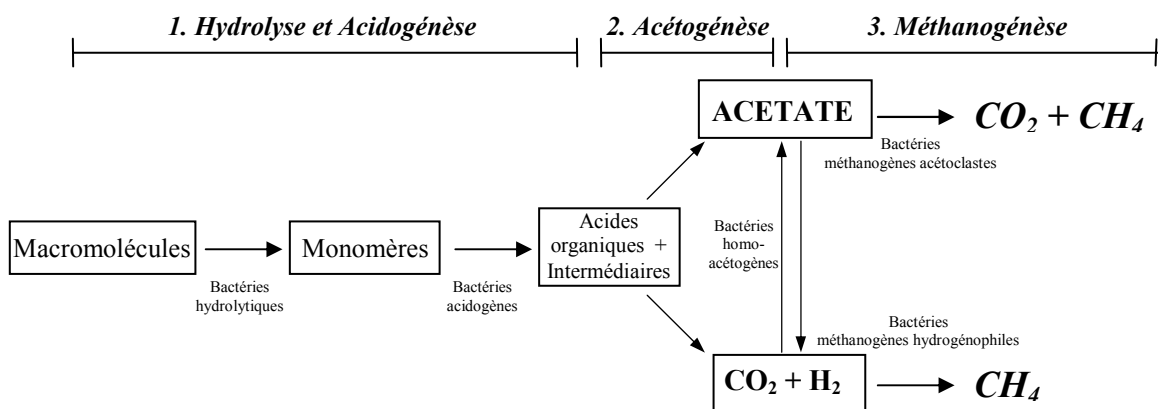 1. Hydrolyse et Acidogénèse
2. Acétogénèse
3. Méthanogénèse
ACETATE
CO₂ + CH₄
Bactéries
méthanogènes acétoclastes
Macromolécules
Bactéries
hydrolytiques
Monomères
Bactéries
acidogènes
Acides
organiques +
Intermédiaires
Bactéries
homo-
acétogènes
Bactéries
méthanogènes hydrogénophiles
CO₂ + H₂
CH₄